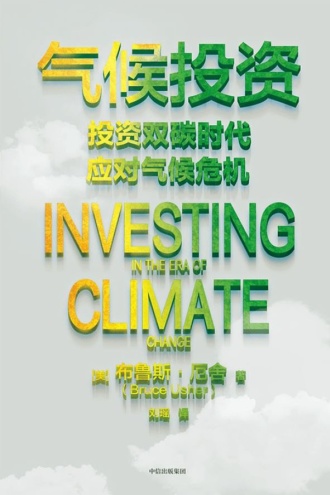 气候投资
投资双碳时代
应对气候危机
INVESTING
IN THE ERA OF
CLIMATE
CHANGE
[美] 布鲁斯·尼舍 著
(Bruce Usher)
译
中信出版集团